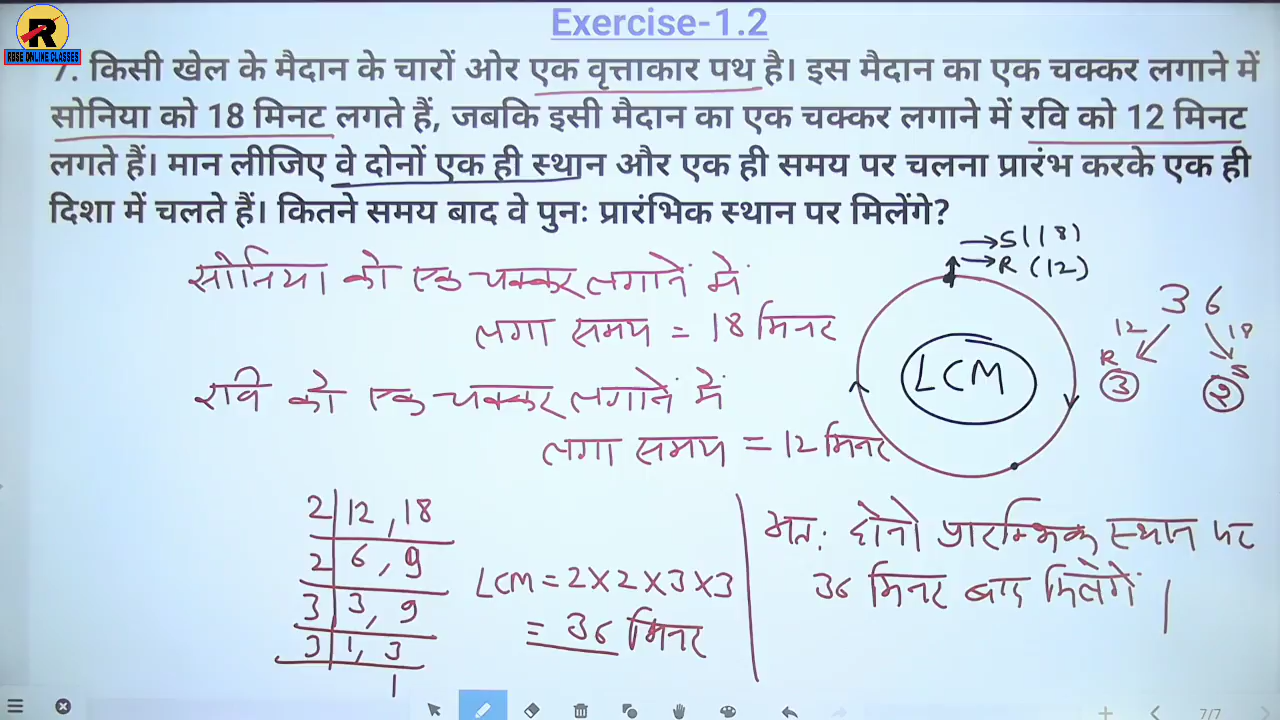 Exercise-1.2
R
RBSE ONLINE CLASSES
7. किसी खेल के मैदान के चारों ओर एक वृत्ताकार पथ है। इस मैदान का एक चक्कर लगाने में
सोनिया को 18 मिनट लगते हैं, जबकि इसी मैदान का एक चक्कर लगाने में रवि को 12 मिनट
लगते हैं। मान लीजिए वे दोनों एक ही स्थान और एक ही समय पर चलना प्रारंभ करके एक ही
दिशा में चलते हैं। कितने समय बाद वे पुनः प्रारंभिक स्थान पर मिलेंगे?
सोनिया को एक चक्कर लगाने में
लगा समय = 18 मिनट
रवि को एक चक्कर लगाने में
लगा समय = 12 मिनट
→S(18)
→R (12)
LCM
36
12 18
R S
3 2
2 | 12, 18
2 | 6, 9
3 | 3, 9
3 | 1, 3
1
LCM = 2×2×3×3
= 36 मिनट
अतः दोनो प्रारम्भिक स्थान पर
36 मिनट बाद मिलेगें |
7/7